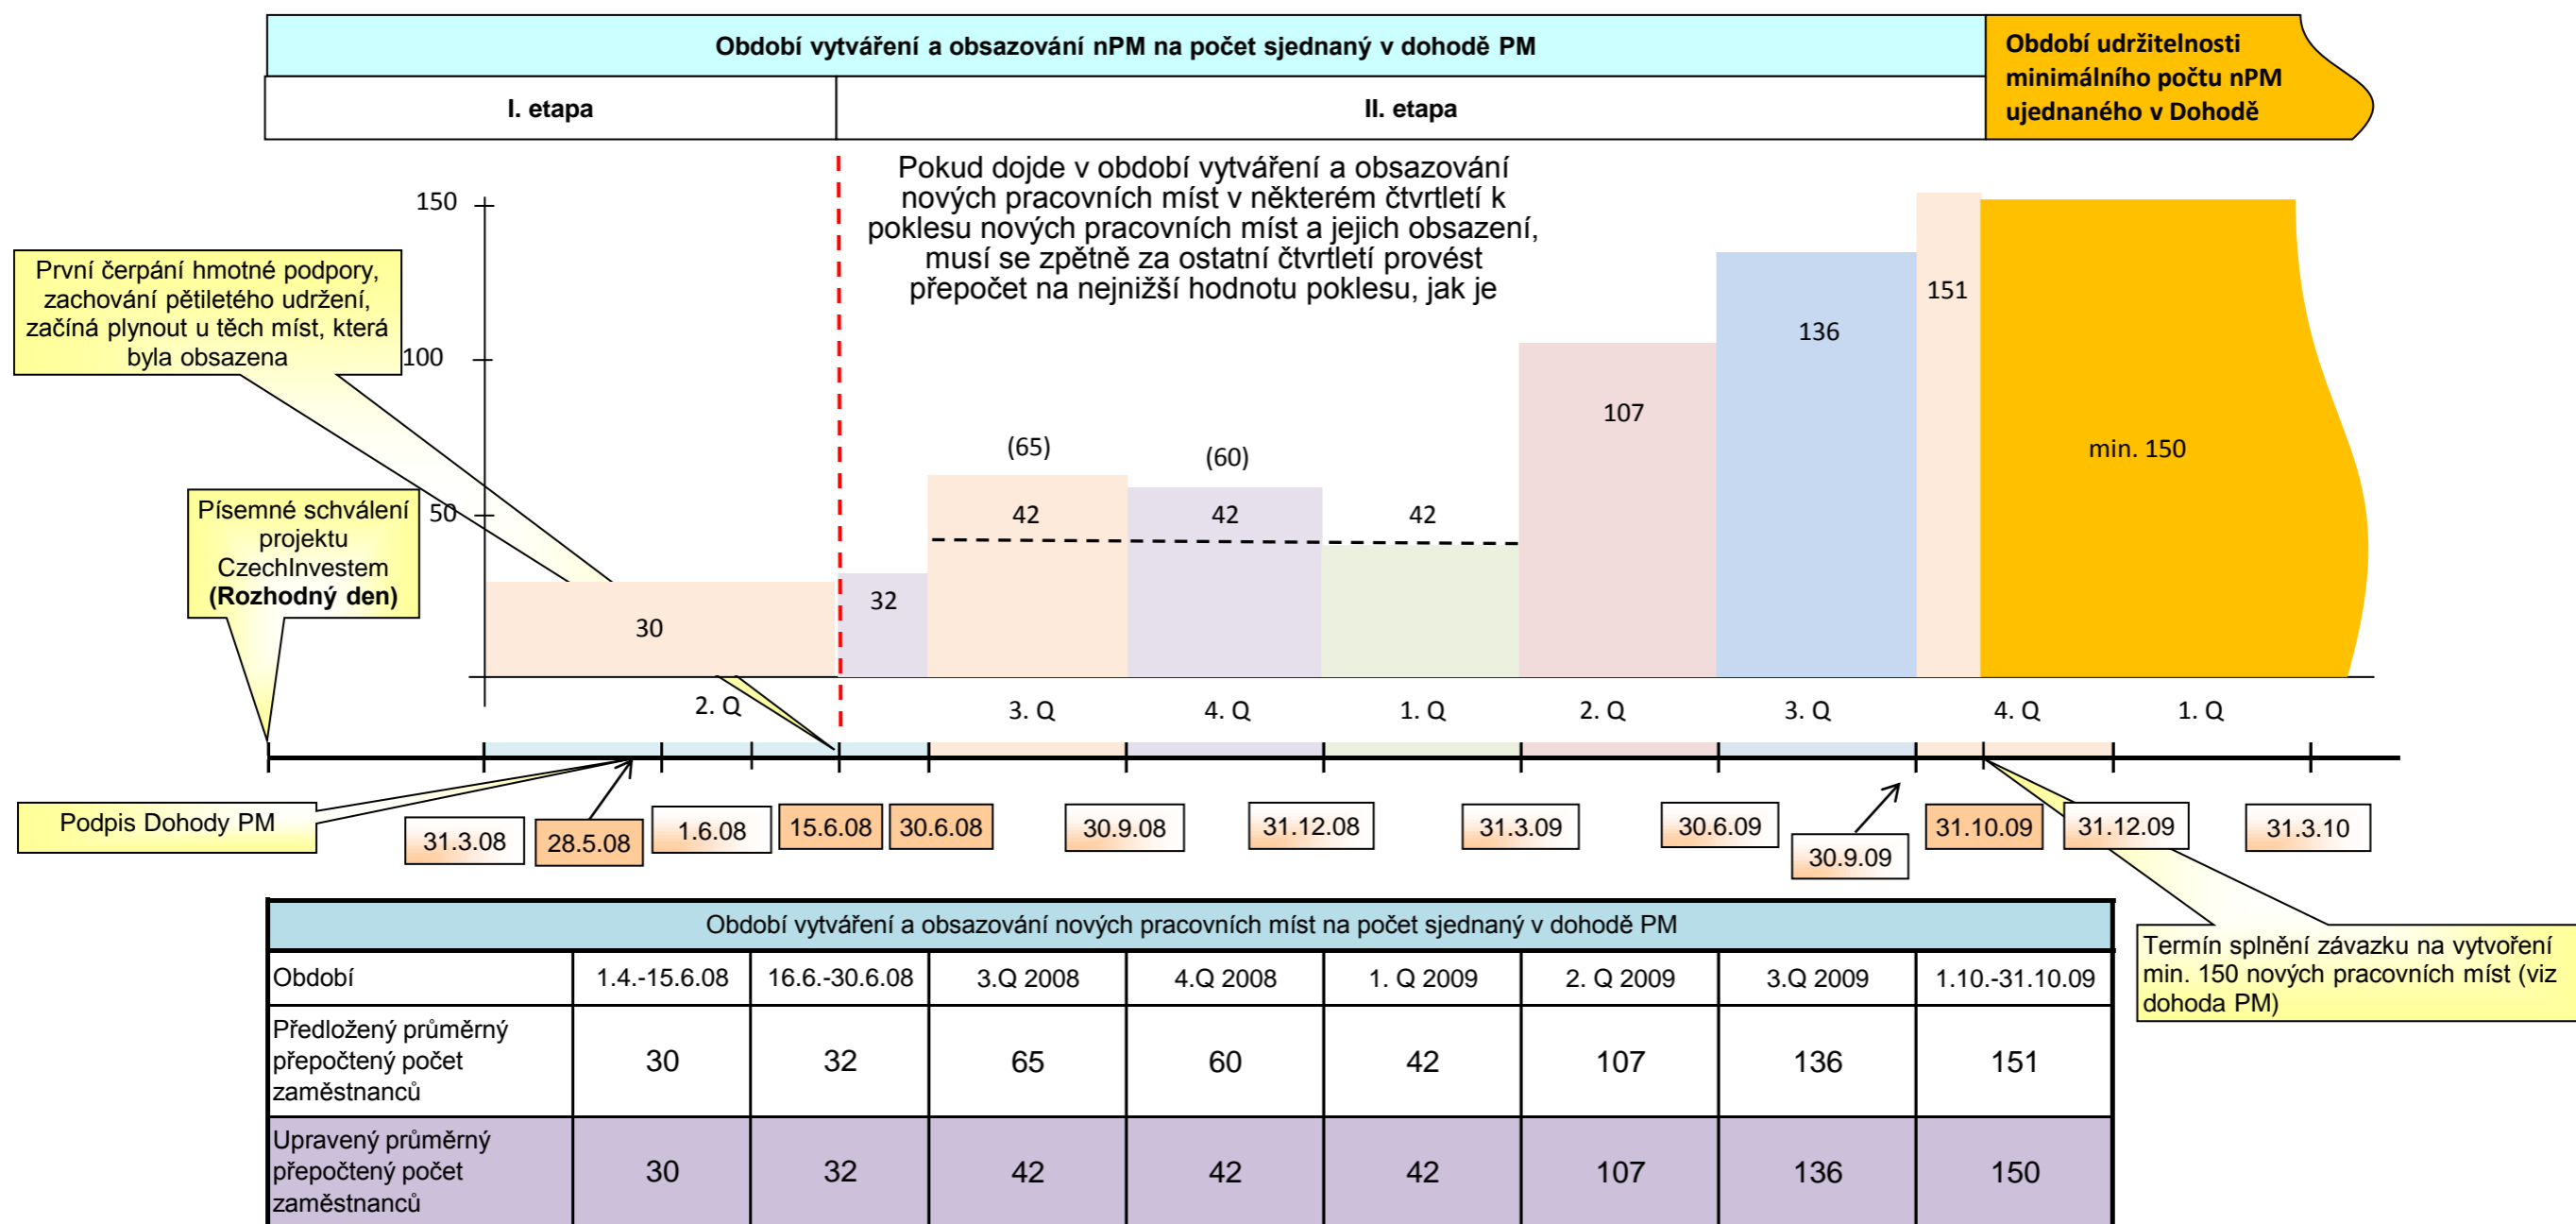 Období vytváření a obsazování nPM na počet sjednaný v dohodě PM
Období udržitelnosti
minimálního počtu nPM
ujednaného v Dohodě
I. etapa
II. etapa
Pokud dojde v období vytváření a obsazování
nových pracovních míst v některém čtvrtletí k
poklesu nových pracovních míst a jejich obsazení,
musí se zpětně za ostatní čtvrtletí provést
přepočet na nejnižší hodnotu poklesu, jak je
150
100
50
První čerpání hmotné podpory,
zachování pětiletého udržení,
začíná plynout u těch míst, která
byla obsazena
Písemné schválení
projektu
CzechInvestem
(Rozhodný den)
30
32
(65)
42
(60)
42
42
107
136
151
min. 150
2. Q
3. Q
4. Q
1. Q
2. Q
3. Q
4. Q
1. Q
Podpis Dohody PM
31.3.08
28.5.08
1.6.08
15.6.08
30.6.08
30.9.08
31.12.08
31.3.09
30.6.09
30.9.09
31.10.09
31.12.09
31.3.10
Termín splnění závazku na vytvoření
min. 150 nových pracovních míst (viz
dohoda PM)
Období vytváření a obsazování nových pracovních míst na počet sjednaný v dohodě PM
Období 1.4.-15.6.08 16.6.-30.6.08 3.Q 2008 4.Q 2008 1. Q 2009 2. Q 2009 3.Q 2009 1.10.-31.10.09
Předložený průměrný
přepočtený počet
zaměstnanců
30 32 65 60 42 107 136 151
Upravený průměrný
přepočtený počet
zaměstnanců
30 32 42 42 42 107 136 150